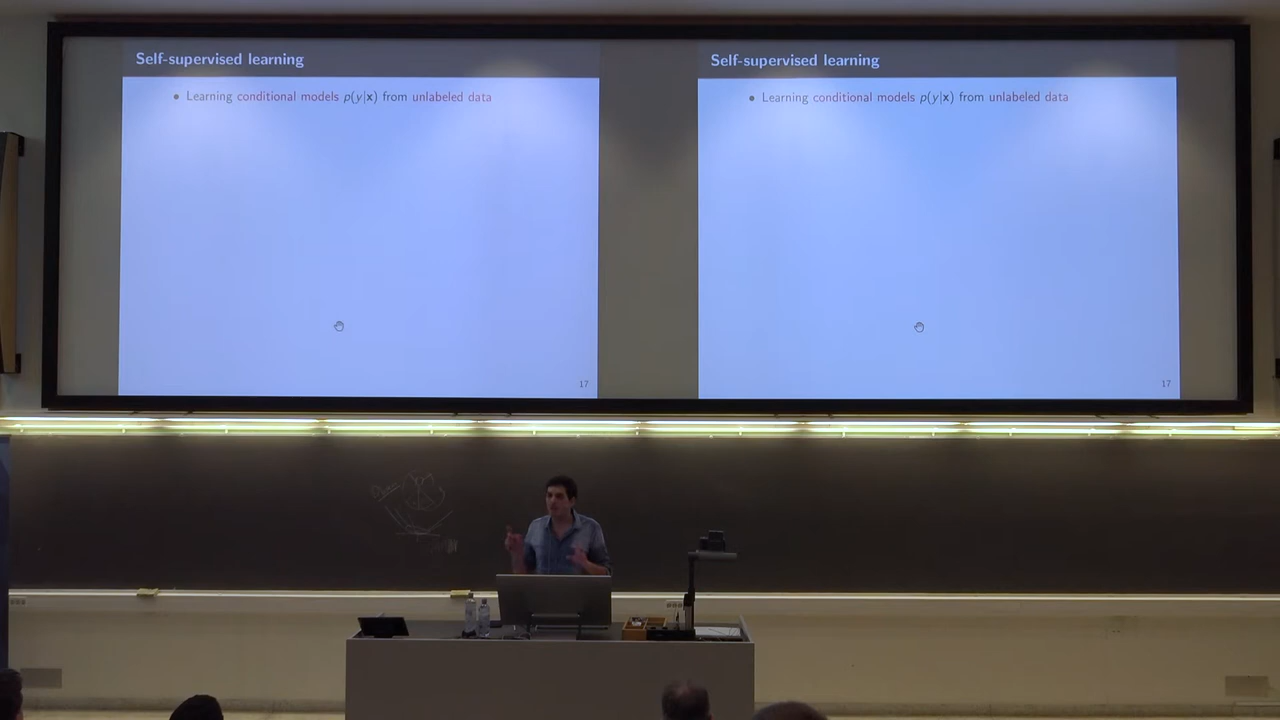 Self-supervised learning
• Learning conditional models p(y|x) from unlabeled data
17
Self-supervised learning
• Learning conditional models p(y|x) from unlabeled data
17